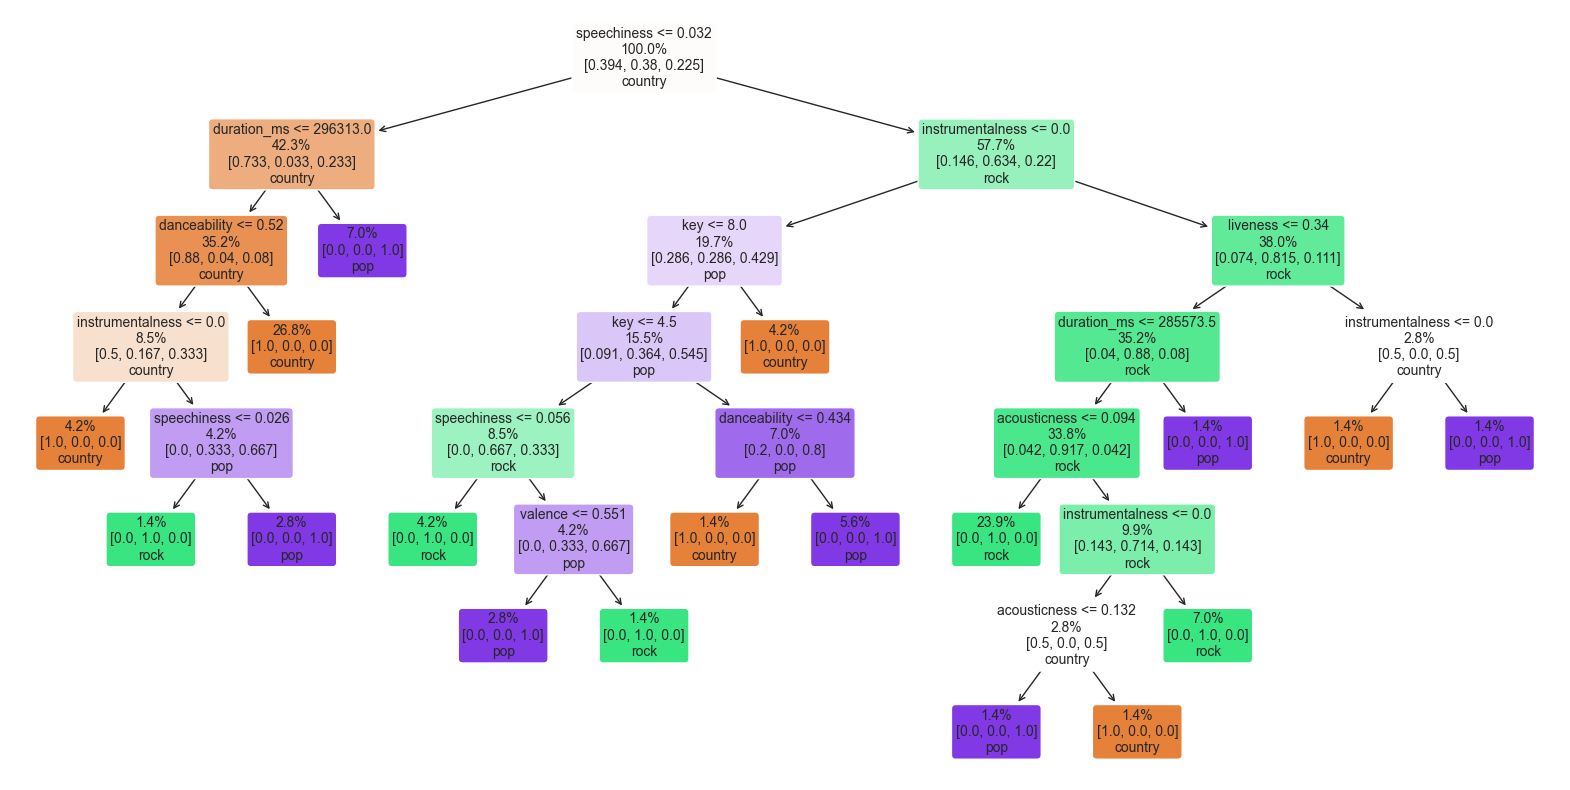 speechiness <= 0.032
100.0%
[0.394, 0.38, 0.225]
country
duration_ms <= 296313.0
42.3%
[0.733, 0.033, 0.233]
country
instrumentalness <= 0.0
57.7%
[0.146, 0.634, 0.22]
rock
danceability <= 0.52
35.2%
[0.88, 0.04, 0.08]
country
7.0%
[0.0, 0.0, 1.0]
pop
key <= 8.0
19.7%
[0.286, 0.286, 0.429]
pop
liveness <= 0.34
38.0%
[0.074, 0.815, 0.111]
rock
instrumentalness <= 0.0
8.5%
[0.5, 0.167, 0.333]
country
26.8%
[1.0, 0.0, 0.0]
country
key <= 4.5
15.5%
[0.091, 0.364, 0.545]
pop
4.2%
[1.0, 0.0, 0.0]
country
duration_ms <= 285573.5
35.2%
[0.04, 0.88, 0.08]
rock
instrumentalness <= 0.0
2.8%
[0.5, 0.0, 0.5]
country
4.2%
[1.0, 0.0, 0.0]
country
speechiness <= 0.026
4.2%
[0.0, 0.333, 0.667]
pop
speechiness <= 0.056
8.5%
[0.0, 0.667, 0.333]
rock
danceability <= 0.434
7.0%
[0.2, 0.0, 0.8]
pop
acousticness <= 0.094
33.8%
[0.042, 0.917, 0.042]
rock
1.4%
[0.0, 0.0, 1.0]
pop
1.4%
[1.0, 0.0, 0.0]
country
1.4%
[0.0, 0.0, 1.0]
pop
1.4%
[0.0, 1.0, 0.0]
rock
2.8%
[0.0, 0.0, 1.0]
pop
4.2%
[0.0, 1.0, 0.0]
rock
valence <= 0.551
4.2%
[0.0, 0.333, 0.667]
pop
1.4%
[1.0, 0.0, 0.0]
country
5.6%
[0.0, 0.0, 1.0]
pop
23.9%
[0.0, 1.0, 0.0]
rock
instrumentalness <= 0.0
9.9%
[0.143, 0.714, 0.143]
rock
2.8%
[0.0, 0.0, 1.0]
pop
1.4%
[0.0, 1.0, 0.0]
rock
acousticness <= 0.132
2.8%
[0.5, 0.0, 0.5]
country
7.0%
[0.0, 1.0, 0.0]
rock
1.4%
[0.0, 0.0, 1.0]
pop
1.4%
[1.0, 0.0, 0.0]
country